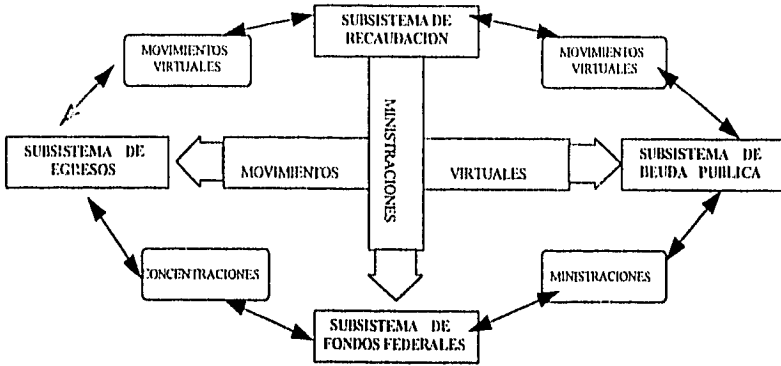 SUBSISTEMA DE
RECAUDACION
MOVIMIENTOS
VIRTUALES
MOVIMIENTOS
VIRTUALES
MINISTRACIONES
SUBSISTEMA DE
EGRESOS
MOVIMIENTOS
VIRTUALES
SUBSISTEMA DE
DEUDA PUBLICA
CONCENTRACIONES
MINISTRACIONES
SUBSISTEMA DE
FONDOS FEDERALES